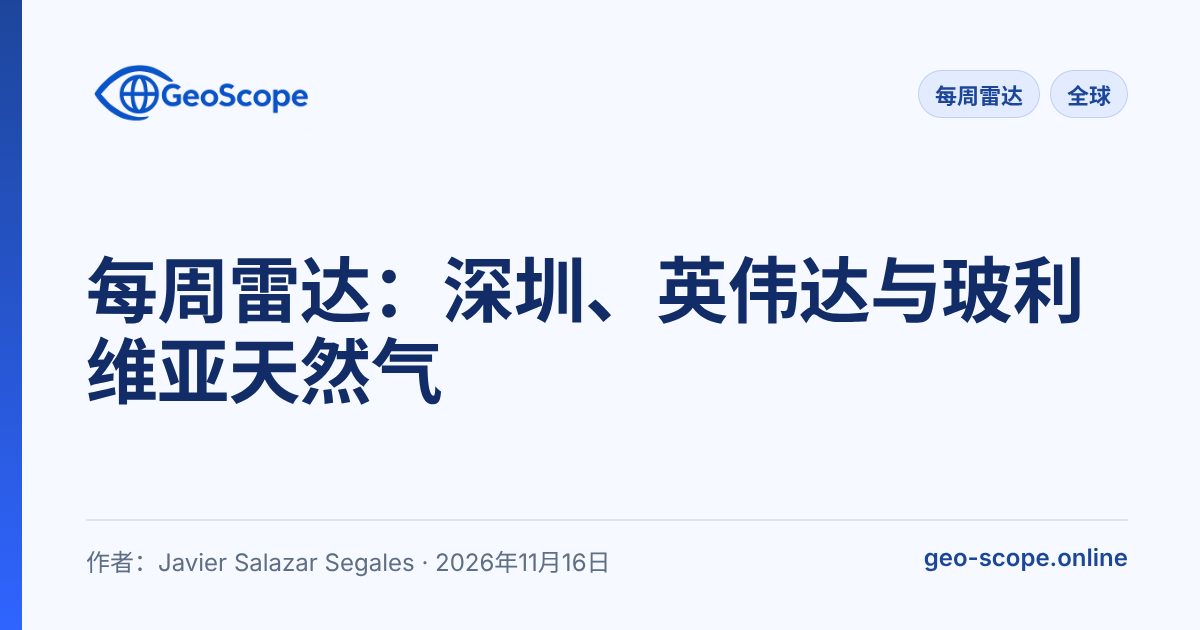 GeoScope
每周雷达
全球
每周雷达：深圳、英伟达与玻利
维亚天然气
作者：Javier Salazar Segales · 2026年11月16日
geo-scope.online